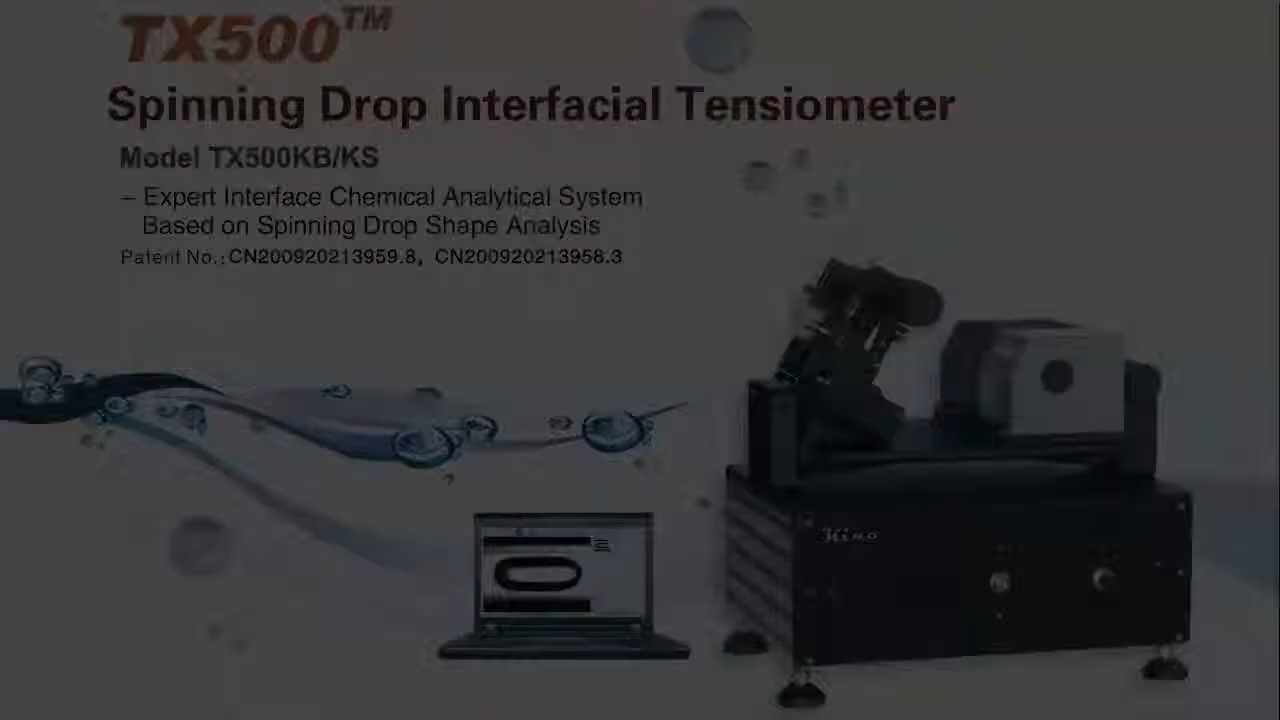 TX500™
Spinning Drop Interfacial Tensiometer
Model TX500KB/KS
– Expert Interface Chemical Analytical System
Based on Spinning Drop Shape Analysis
Patent No.: CN200920213959.8, CN200920213958.3